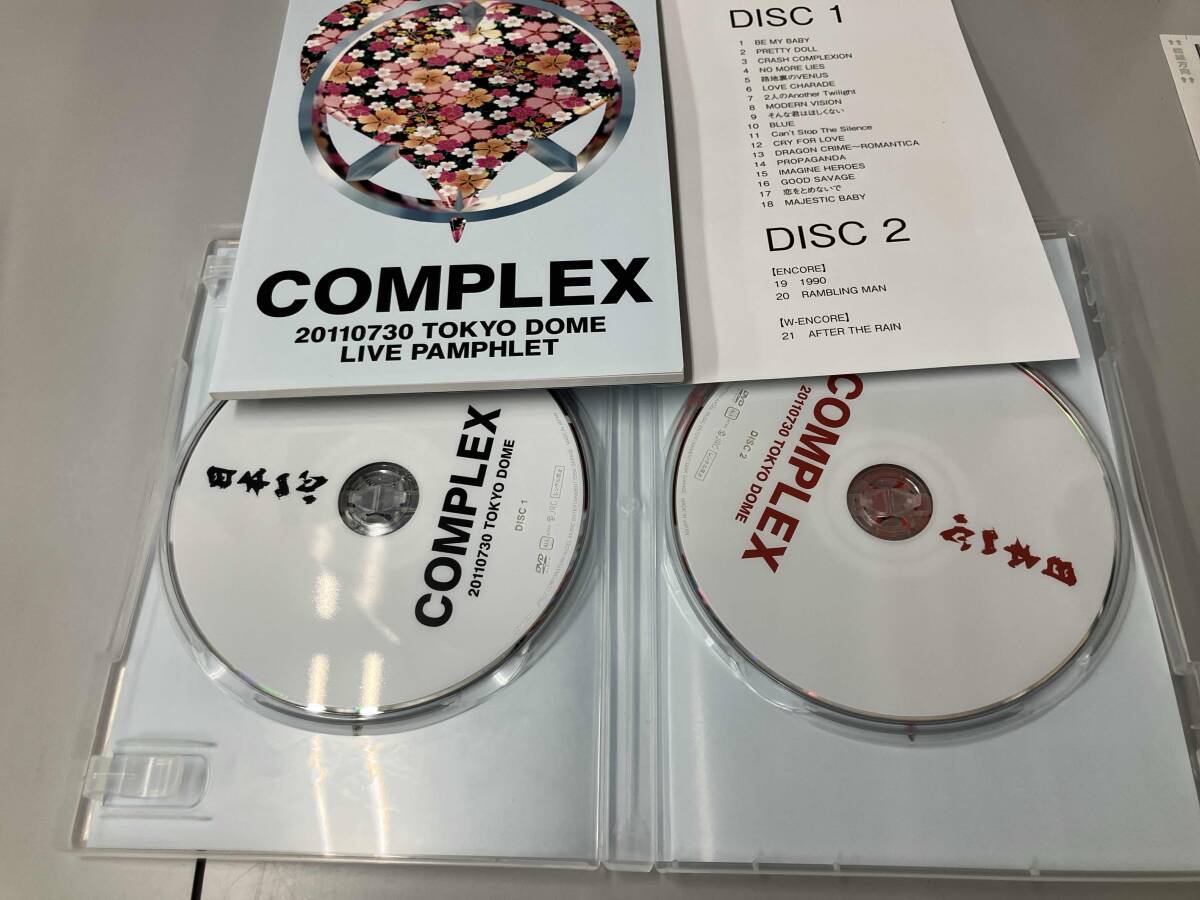 COMPLEX
20110730 TOKYO DOME
LIVE PAMPHLET
DISC 1
1 BE MY BABY
2 PRETTY DOLL
3 CRASH COMPLEXION
4 NO MORE LIES
5 路地裏のVENUS
6 LOVE CHARADE
7 2人のAnother Twilight
8 MODERN VISION
9 そんな君はほしくない
10 BLUE
11 Can't Stop The Silence
12 CRY FOR LOVE
13 DRAGON CRIME～ROMANTICA
14 PROPAGANDA
15 IMAGINE HEROES
16 GOOD SAVAGE
17 恋をとめないで
18 MAJESTIC BABY
DISC 2
【ENCORE】
19 1990
20 RAMBLING MAN
【W-ENCORE】
21 AFTER THE RAIN
日本一心
COMPLEX
20110730 TOKYO DOME
DISC 1
DVD
COMPLEX
20110730 TOKYO DOME
DISC 2
DVD
日本一心